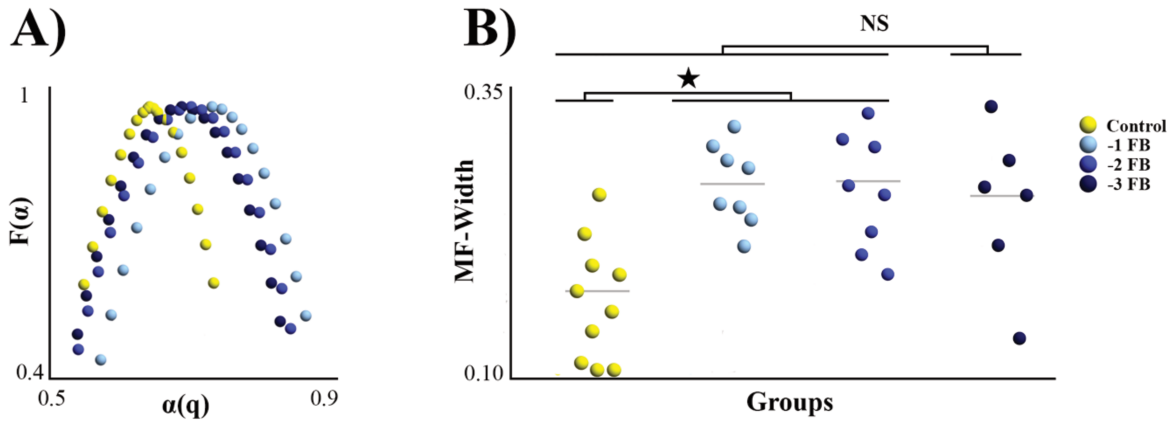 A)
1
F(α)
0.4
0.5
0.9
α(q)
B)
NS
★
0.35
MF-Width
0.10
Groups
Control
-1 FB
-2 FB
-3 FB